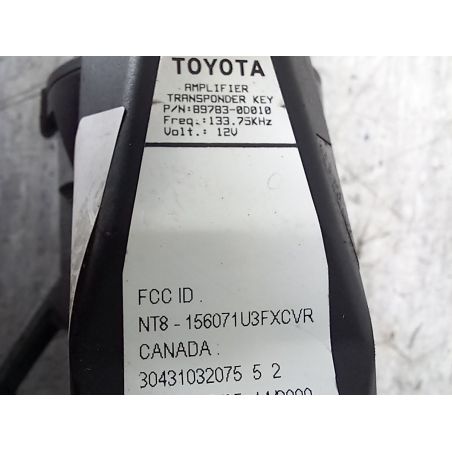 TOYOTA
AMPLIFIER
TRANSPONDER KEY
P/N:89783-0D010
Freq.:133.75KHz
Volt.: 12V
FCC ID .
NT8 - 156071U3FXCVR
CANADA :
30431032075 5 2